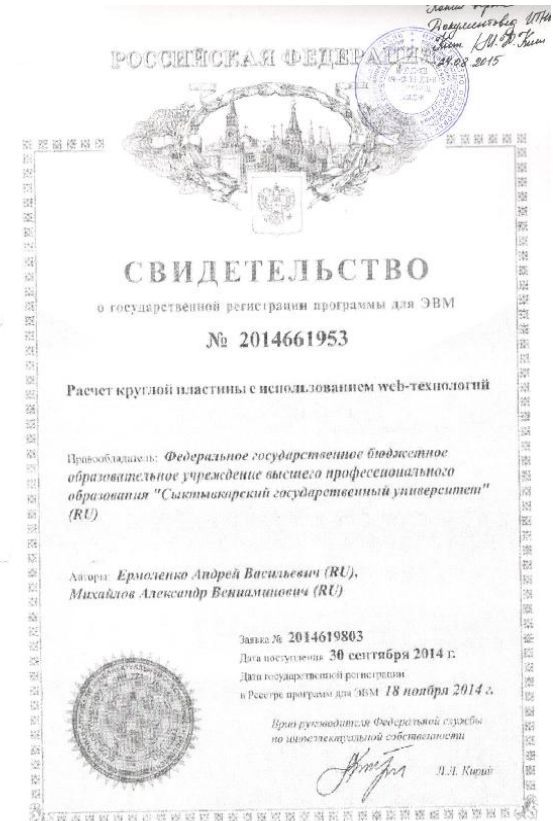 Документовед
24.08.2015
РОССИЙСКАЯ ФЕДЕРАЦИЯ
СВИДЕТЕЛЬСТВО
о государственной регистрации программы для ЭВМ
№ 2014661953
Расчет круглой пластины с использованием web-технологий
Правообладатель: Федеральное государственное бюджетное
образовательное учреждение высшего профессионального
образования "Сыктывкарский государственный университет"
(RU)
Авторы: Ермоленко Андрей Васильевич (RU),
Михайлов Александр Вениаминович (RU)
Заявка № 2014619803
Дата поступления 30 сентября 2014 г.
Дата государственной регистрации
в Реестре программ для ЭВМ 18 ноября 2014 г.
Врио руководителя Федеральной службы
по интеллектуальной собственности
Л.Л. Кирий